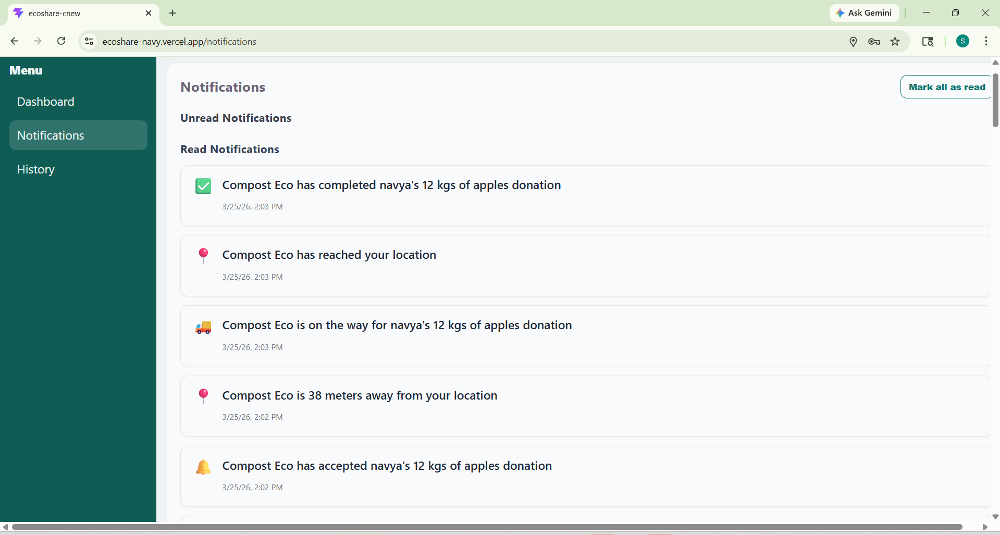 ecoshare-cnew
Ask Gemini
ecoshare-navy.vercel.app/notifications
S
Menu
Dashboard
Notifications
History
Notifications
Mark all as read
Unread Notifications
Read Notifications
Compost Eco has completed navya's 12 kgs of apples donation
3/25/26, 2:03 PM
Compost Eco has reached your location
3/25/26, 2:03 PM
Compost Eco is on the way for navya's 12 kgs of apples donation
3/25/26, 2:03 PM
Compost Eco is 38 meters away from your location
3/25/26, 2:02 PM
Compost Eco has accepted navya's 12 kgs of apples donation
3/25/26, 2:02 PM